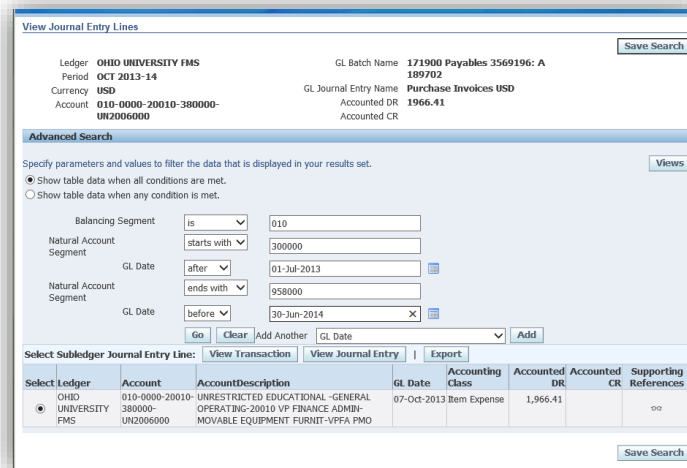 View Journal Entry Lines
Save Search
Ledger OHIO UNIVERSITY FMS
Period OCT 2013-14
Currency USD
Account 010-0000-20010-380000-
UN2006000
GL Batch Name 171900 Payables 3569196: A
189702
GL Journal Entry Name Purchase Invoices USD
Accounted DR 1966.41
Accounted CR
Advanced Search
Specify parameters and values to filter the data that is displayed in your results set.
Views
Show table data when all conditions are met.
Show table data when any condition is met.
Balancing Segment is 010
Natural Account
Segment starts with 300000
GL Date after 01-Jul-2013
Natural Account
Segment ends with 958000
GL Date before 30-Jun-2014
Go Clear Add Another GL Date Add
Select Subledger Journal Entry Line: View Transaction View Journal Entry | Export
Select Ledger Account AccountDescription GL Date Accounting Class Accounted DR Accounted CR Supporting References
OHIO UNIVERSITY FMS
010-0000-20010-380000-UN2006000
UNRESTRICTED EDUCATIONAL -GENERAL
OPERATING-20010 VP FINANCE ADMIN-
MOVABLE EQUIPMENT FURNIT-VPFA PMO
07-Oct-2013 Item Expense 1,966.41
Save Search